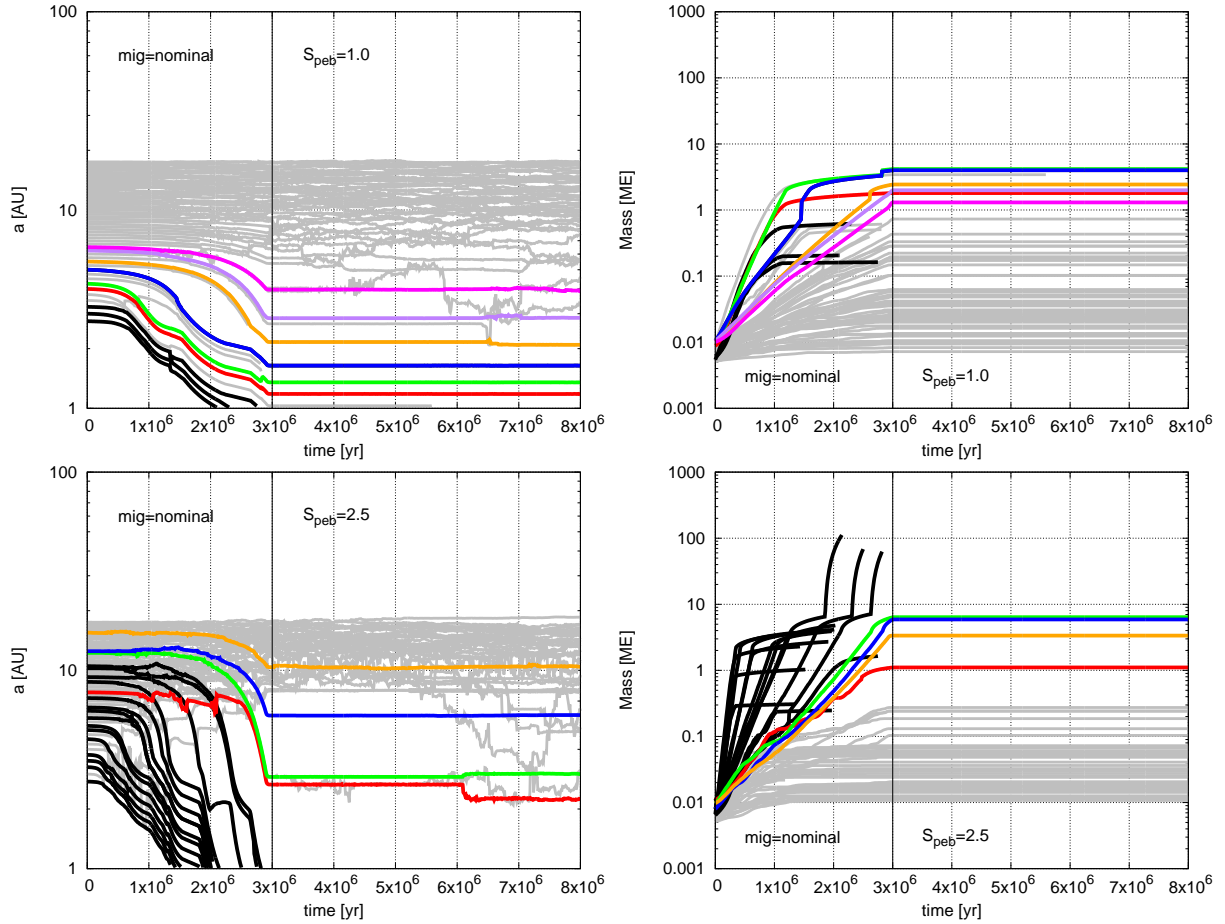 100
10
1
a [AU]
mig=nominal
S_peb=1.0
0 1x10^6 2x10^6 3x10^6 4x10^6 5x10^6 6x10^6 7x10^6 8x10^6
time [yr]
1000
100
10
1
0.1
0.01
0.001
Mass [ME]
mig=nominal
S_peb=1.0
0 1x10^6 2x10^6 3x10^6 4x10^6 5x10^6 6x10^6 7x10^6 8x10^6
time [yr]
100
10
1
a [AU]
mig=nominal
S_peb=2.5
0 1x10^6 2x10^6 3x10^6 4x10^6 5x10^6 6x10^6 7x10^6 8x10^6
time [yr]
1000
100
10
1
0.1
0.01
0.001
Mass [ME]
mig=nominal
S_peb=2.5
0 1x10^6 2x10^6 3x10^6 4x10^6 5x10^6 6x10^6 7x10^6 8x10^6
time [yr]